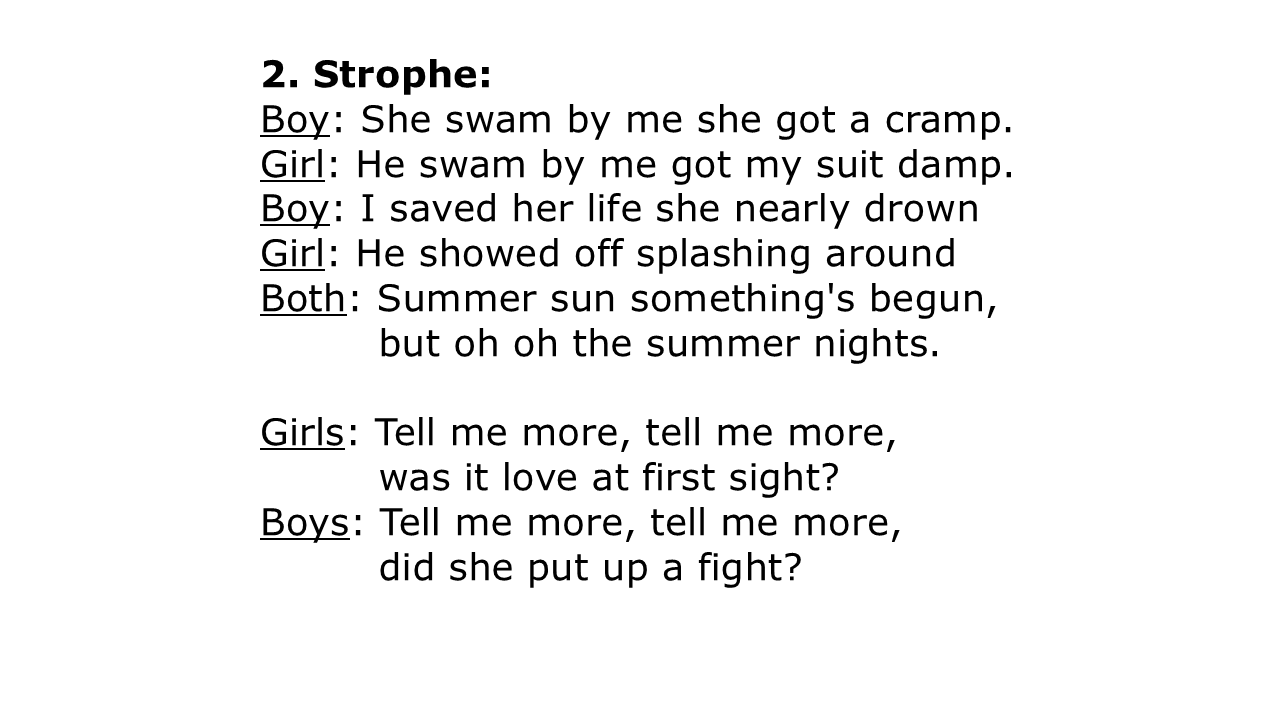 2. Strophe:
Boy: She swam by me she got a cramp.
Girl: He swam by me got my suit damp.
Boy: I saved her life she nearly drown
Girl: He showed off splashing around
Both: Summer sun something's begun,
but oh oh the summer nights.
Girls: Tell me more, tell me more,
was it love at first sight?
Boys: Tell me more, tell me more,
did she put up a fight?